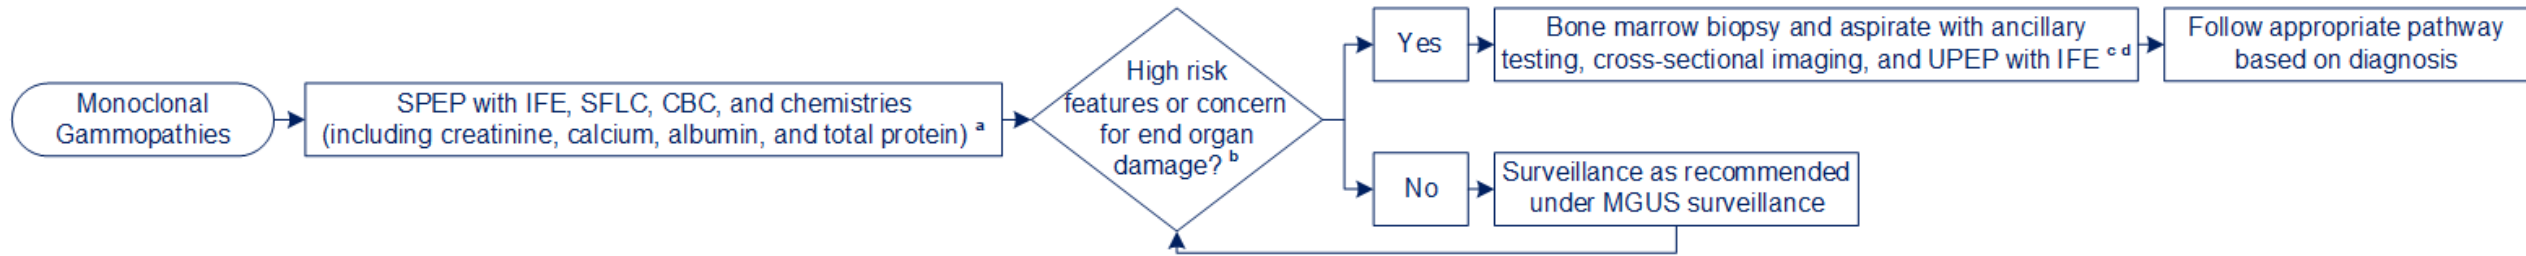 Monoclonal
Gammopathies
SPEP with IFE, SFLC, CBC, and chemistries
(including creatinine, calcium, albumin, and total protein) a
High risk
features or concern
for end organ
damage? b
Yes
Bone marrow biopsy and aspirate with ancillary
testing, cross-sectional imaging, and UPEP with IFE c d
Follow appropriate pathway
based on diagnosis
No
Surveillance as recommended
under MGUS surveillance